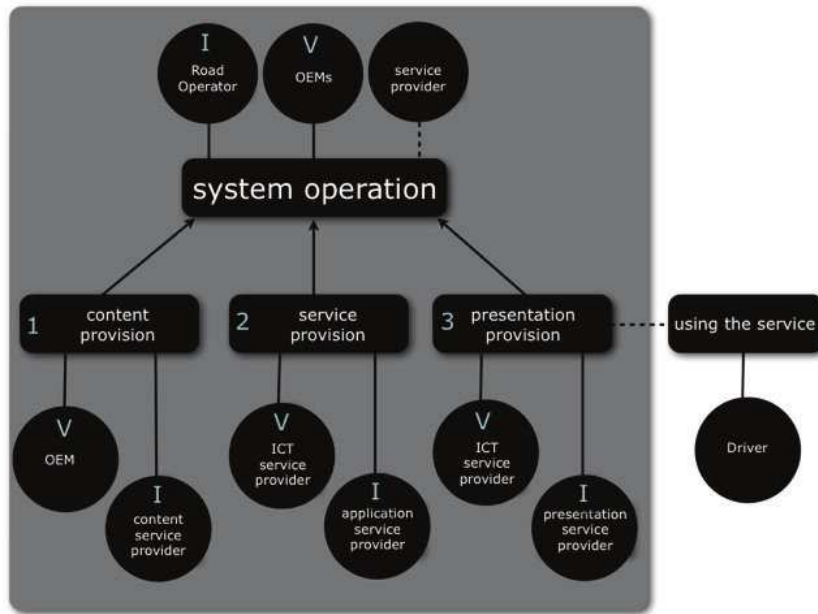 I
Road
Operator
V
OEMs
service
provider
system operation
1
content
provision
2
service
provision
3
presentation
provision
using the service
V
OEM
I
content
service
provider
V
ICT
service
provider
I
application
service
provider
V
ICT
service
provider
I
presentation
service
provider
Driver